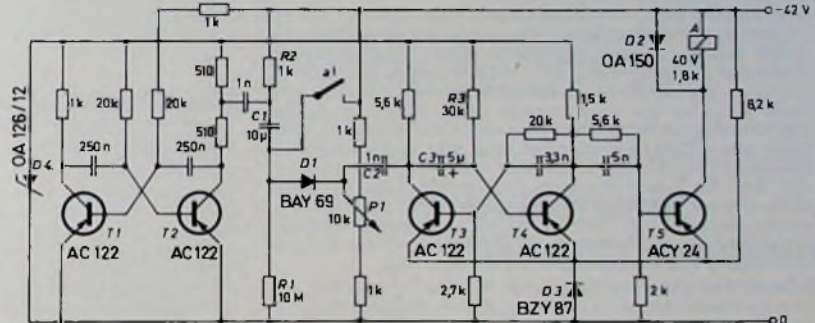 1k
-42 V
R2
1k
a1
510
1n
1k
20k
20k
C1
10µ
510
250n
250n
OA 126/12
D4
1k
5,6 k
R3
30k
1,5 k
D2
OA 150
A
40 V
1,8 k
8,2 k
20k
5,6 k
D1
BAY 69
1n
C2
C3
5µ
+
3,3n
5n
P1
10k
T1
AC 122
T2
AC 122
T3
AC 122
T4
AC 122
T5
ACY 24
R1
10 M
1k
2,7 k
D3
BZY 87
2k
0